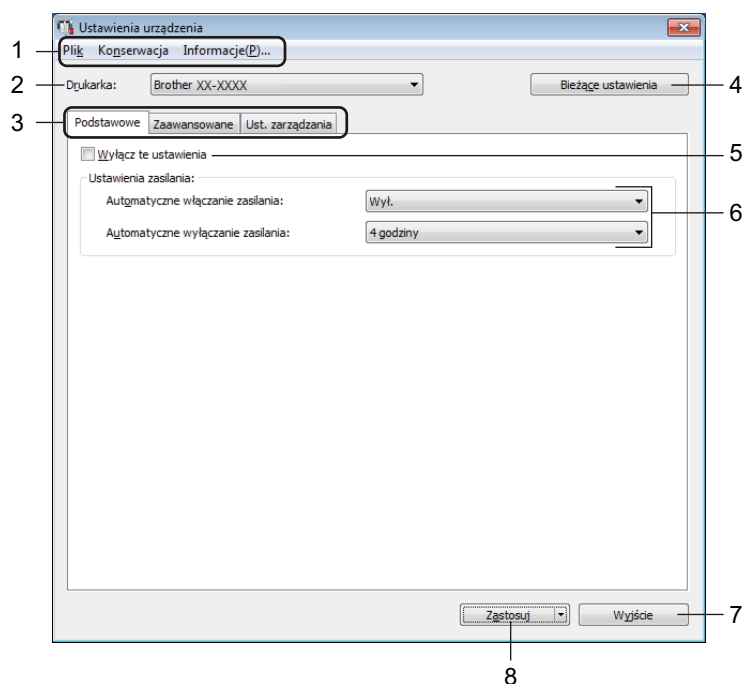 Ustawienia urządzenia
1 Plik Konserwacja Informacje(P)...
2 Drukarka: Brother XX-XXXX Bieżące ustawienia 4
3 Podstawowe Zaawansowane Ust. zarządzania
Wyłącz te ustawienia 5
Ustawienia zasilania:
Automatyczne włączanie zasilania: Wył.
6
Automatyczne wyłączanie zasilania: 4 godziny
Zastosuj Wyjście 7
8